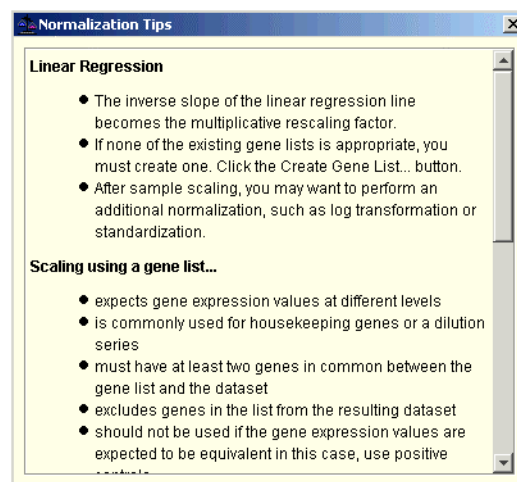 Normalization Tips
Linear Regression
● The inverse slope of the linear regression line
becomes the multiplicative rescaling factor.
● If none of the existing gene lists is appropriate, you
must create one. Click the Create Gene List... button.
● After sample scaling, you may want to perform an
additional normalization, such as log transformation or
standardization.
Scaling using a gene list...
● expects gene expression values at different levels
● is commonly used for housekeeping genes or a dilution
series
● must have at least two genes in common between the
gene list and the dataset
● excludes genes in the list from the resulting dataset
● should not be used if the gene expression values are
expected to be equivalent in this case, use positive